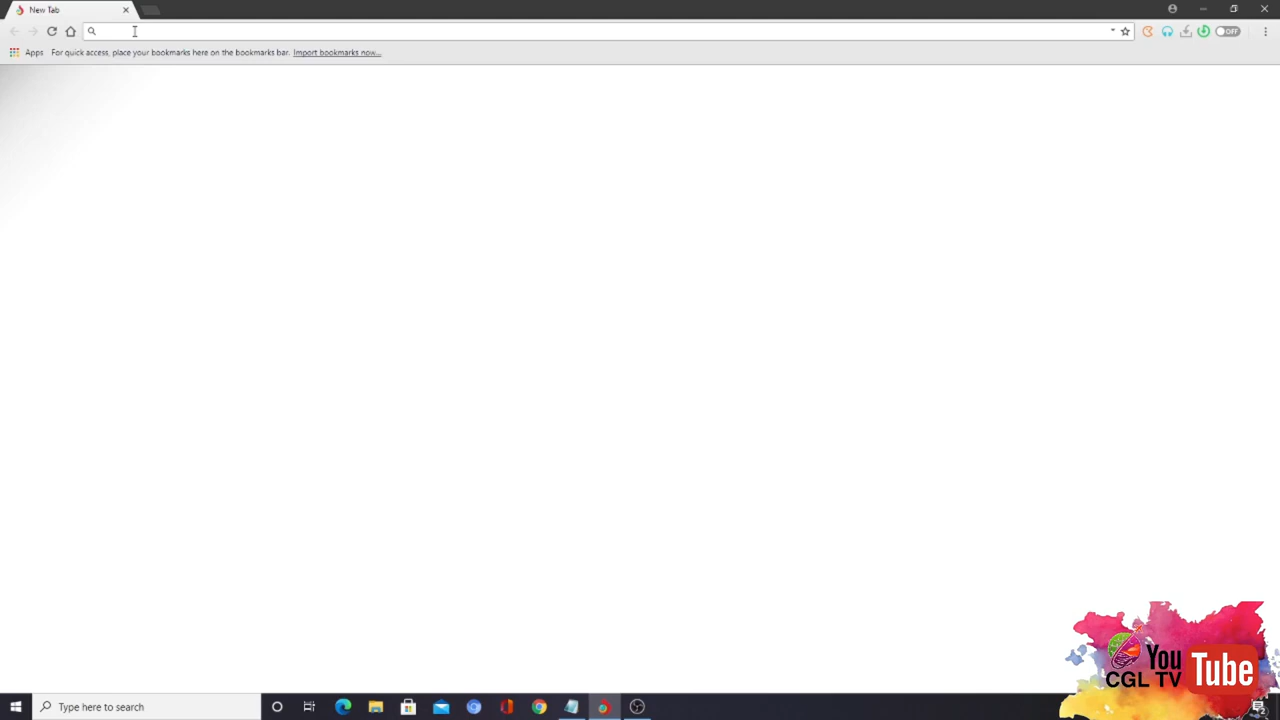 New Tab
Apps For quick access, place your bookmarks here on the bookmarks bar. Import bookmarks now...
OFF
You
Tube
CGL TV
Type here to search
2